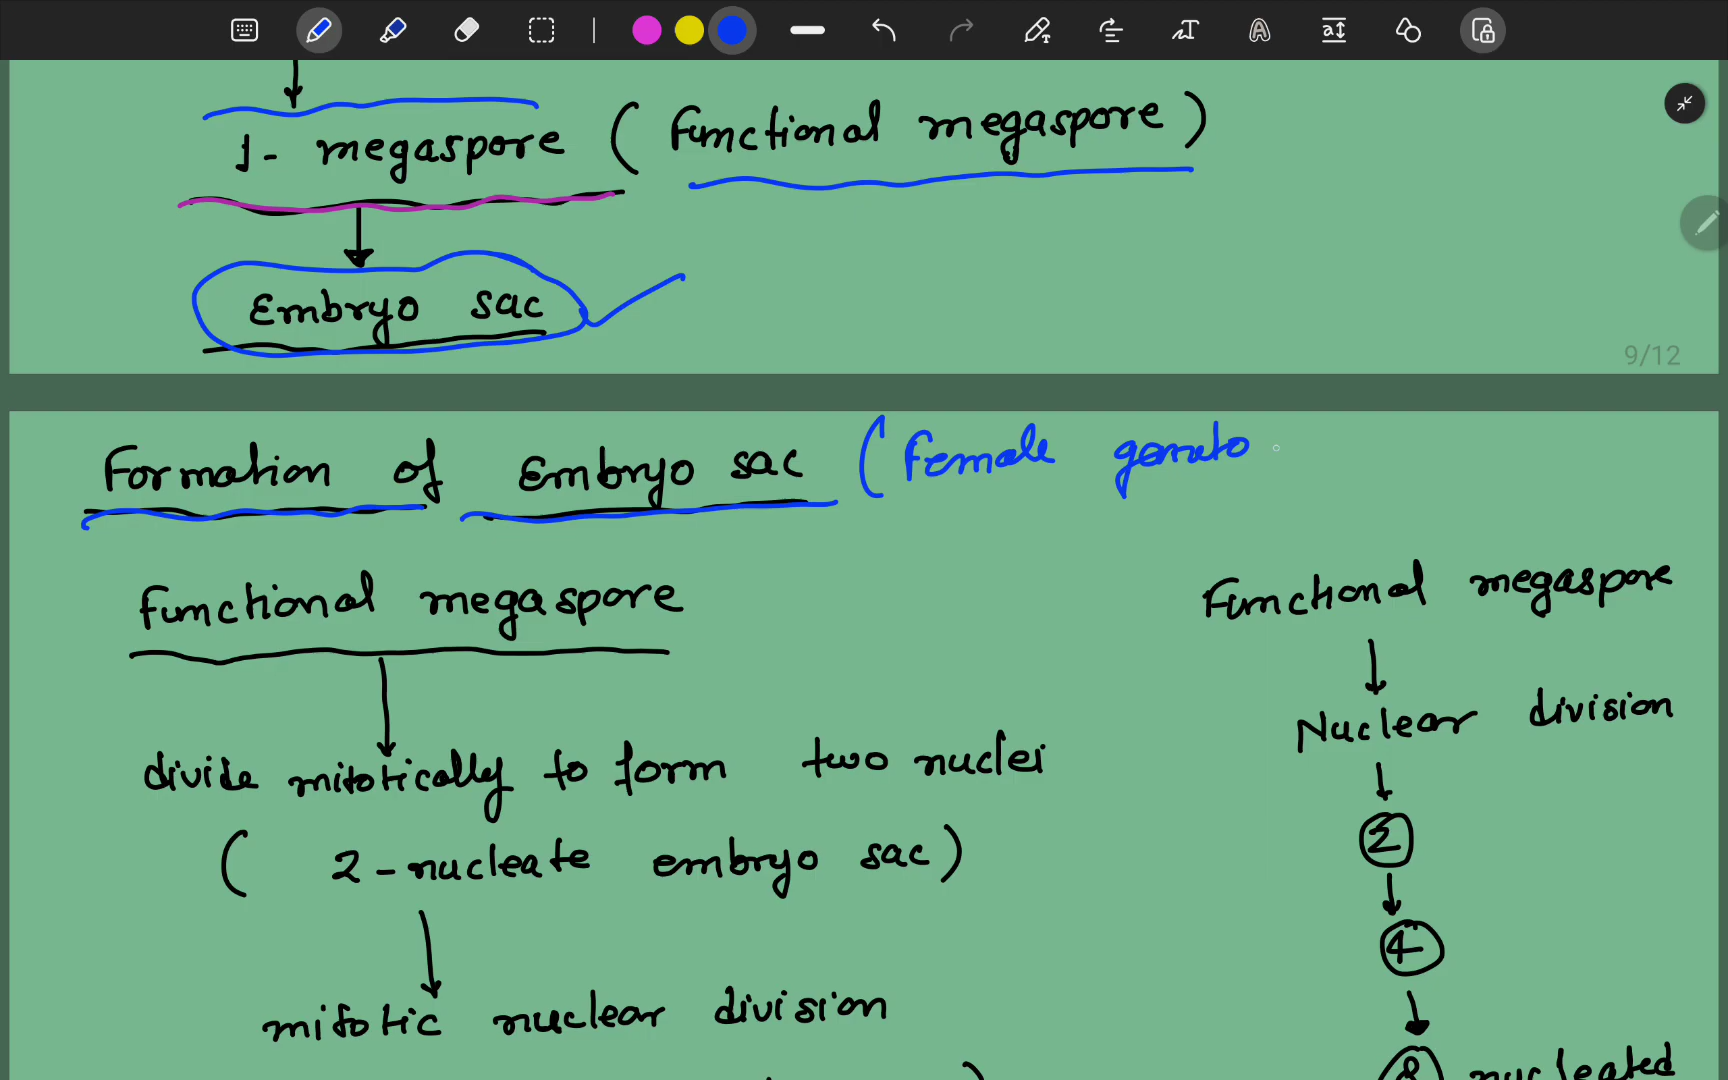 1- megaspore (functional megaspore)
Embryo sac
9/12
Formation of Embryo sac (female gameto
functional megaspore
divide mitotically to form two nuclei
(2-nucleate embryo sac)
mitotic nuclear division
Functional megaspore
Nuclear division
2
4
8 nucleated